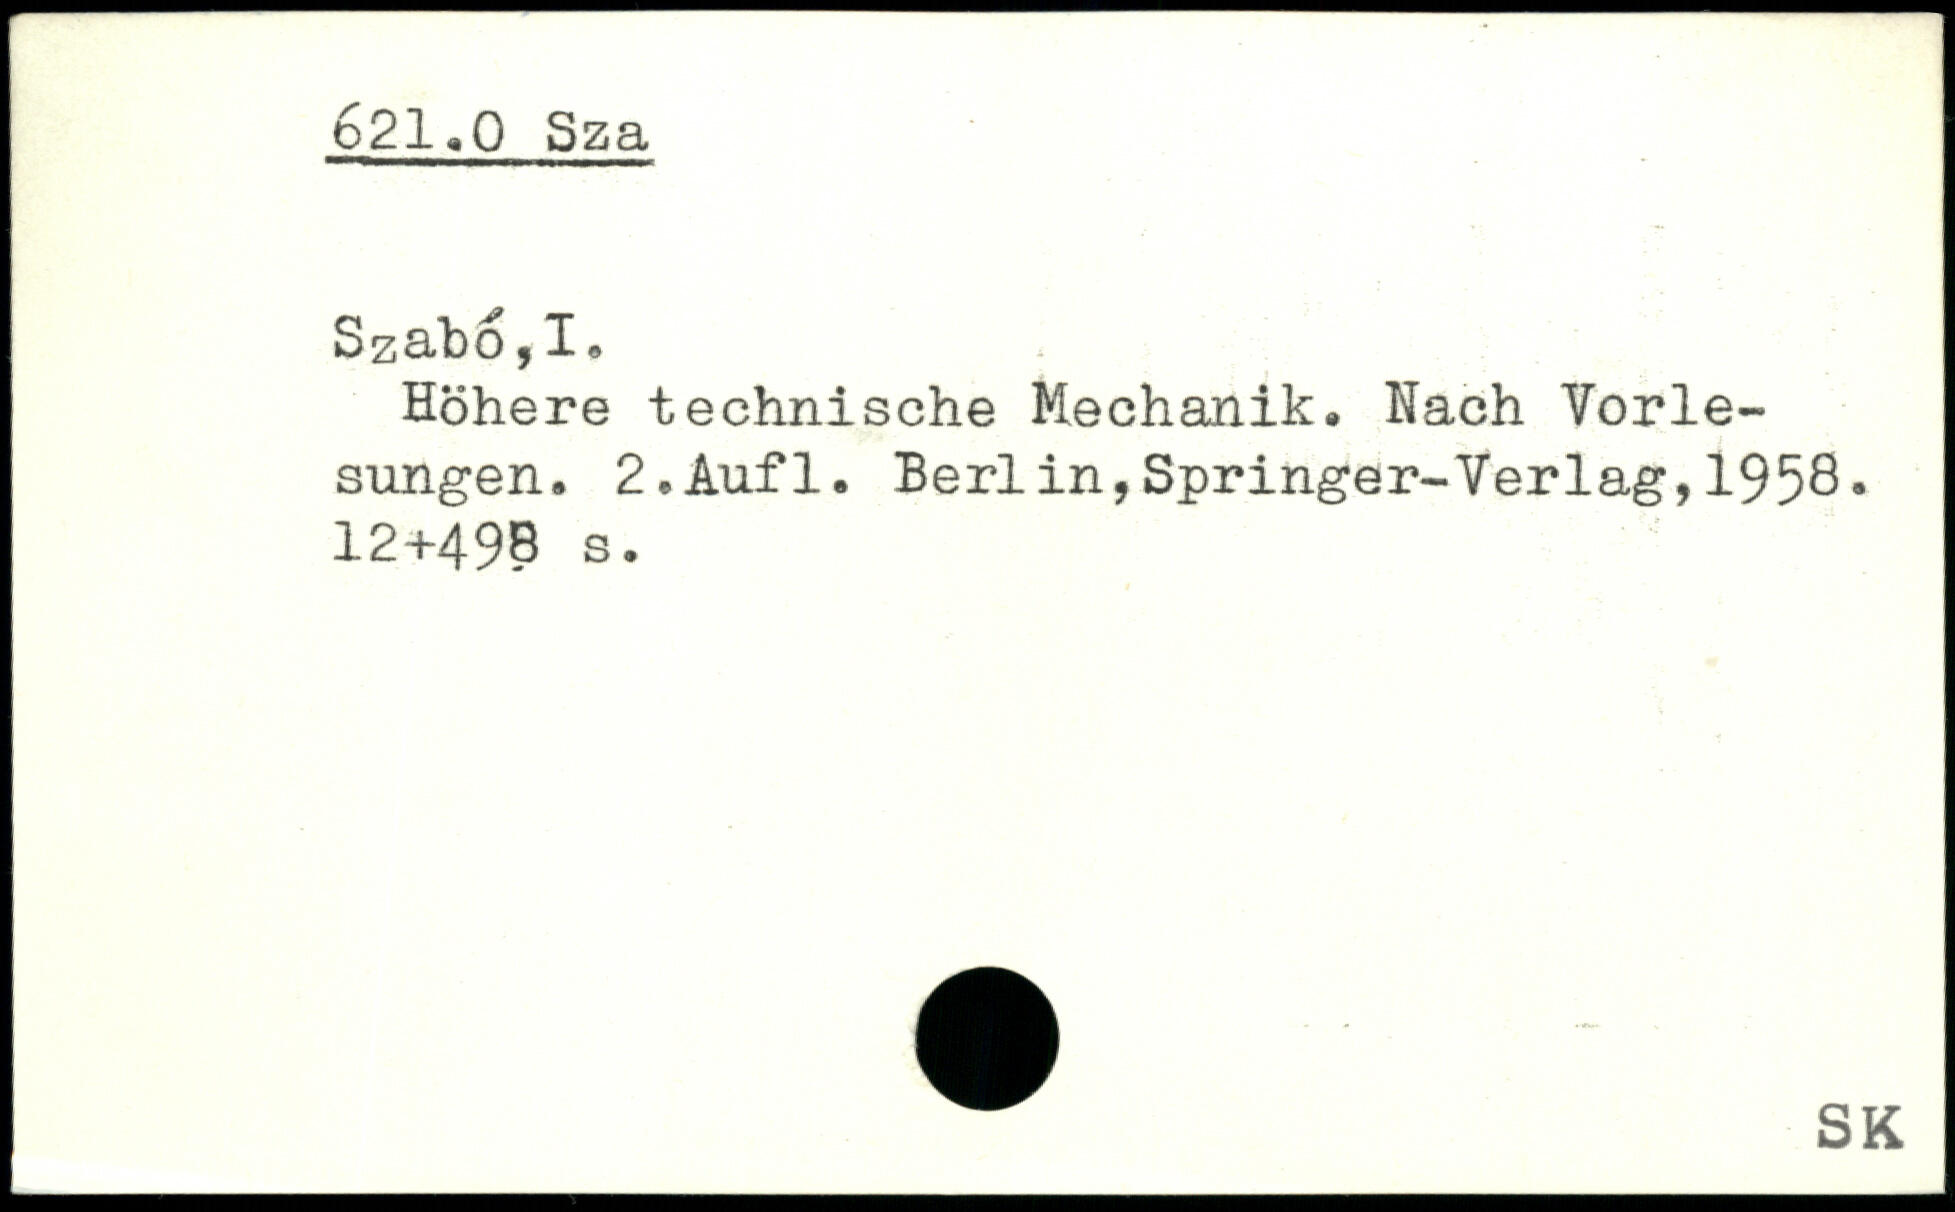 621.0 Sza
Szabó,I.
Höhere technische Mechanik. Nach Vorle-
sungen. 2.Aufl. Berlin,Springer-Verlag,1958.
12+498 s.
SK